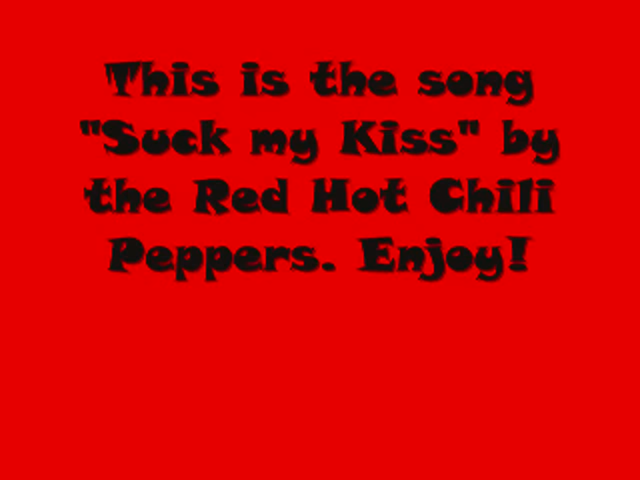 This is the song
"Suck my Kiss" by
the Red Hot Chili
Peppers. Enjoy!